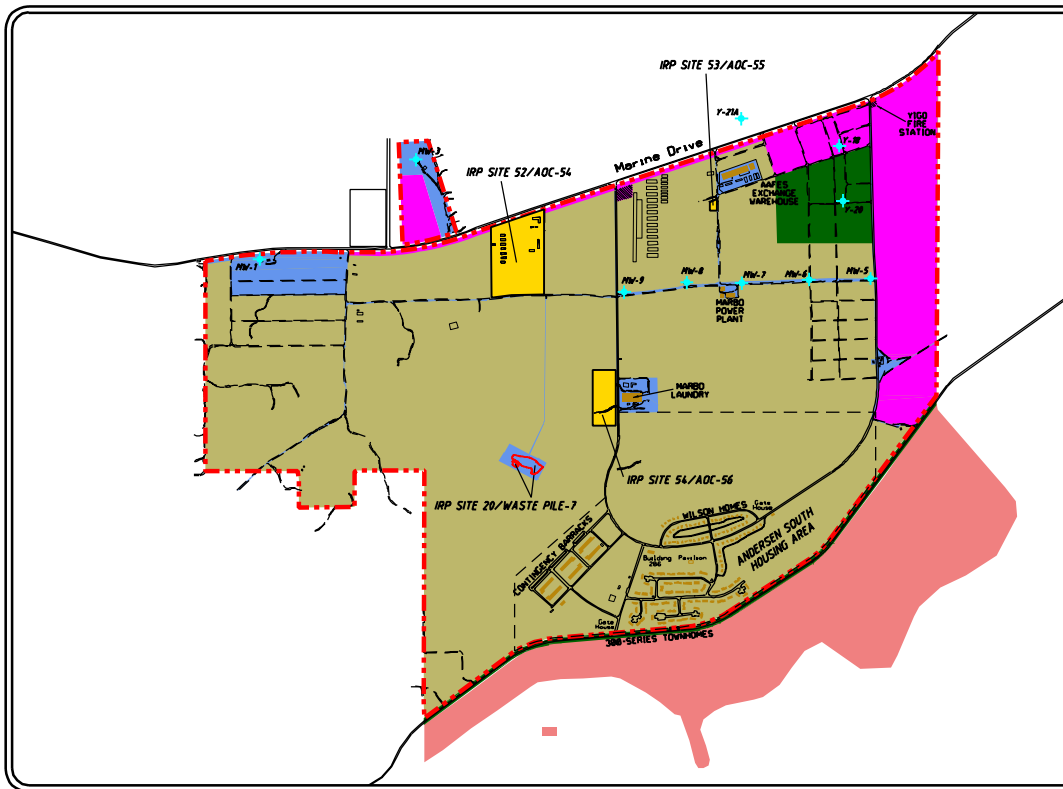 IRP SITE 53/AOC-55
Y-21A
YIGO
FIRE
STATION
Marine Drive
Y-18
MW-3
IRP SITE 52/AOC-54
AAFES
EXCHANGE
WAREHOUSE
Y-20
MW-1
MW-9
MW-8
MW-7
MW-6
MW-5
MARBO
POWER
PLANT
MARBO
LAUNDRY
IRP SITE 54/AOC-56
IRP SITE 20/WASTE PILE-7
WILSON HOMES
Gate
House
CONTINGENCY BARRACKS
ANDERSEN SOUTH
HOUSING AREA
Building
286
Pavilson
Gate
House
300-SERIES TOWNHOMES